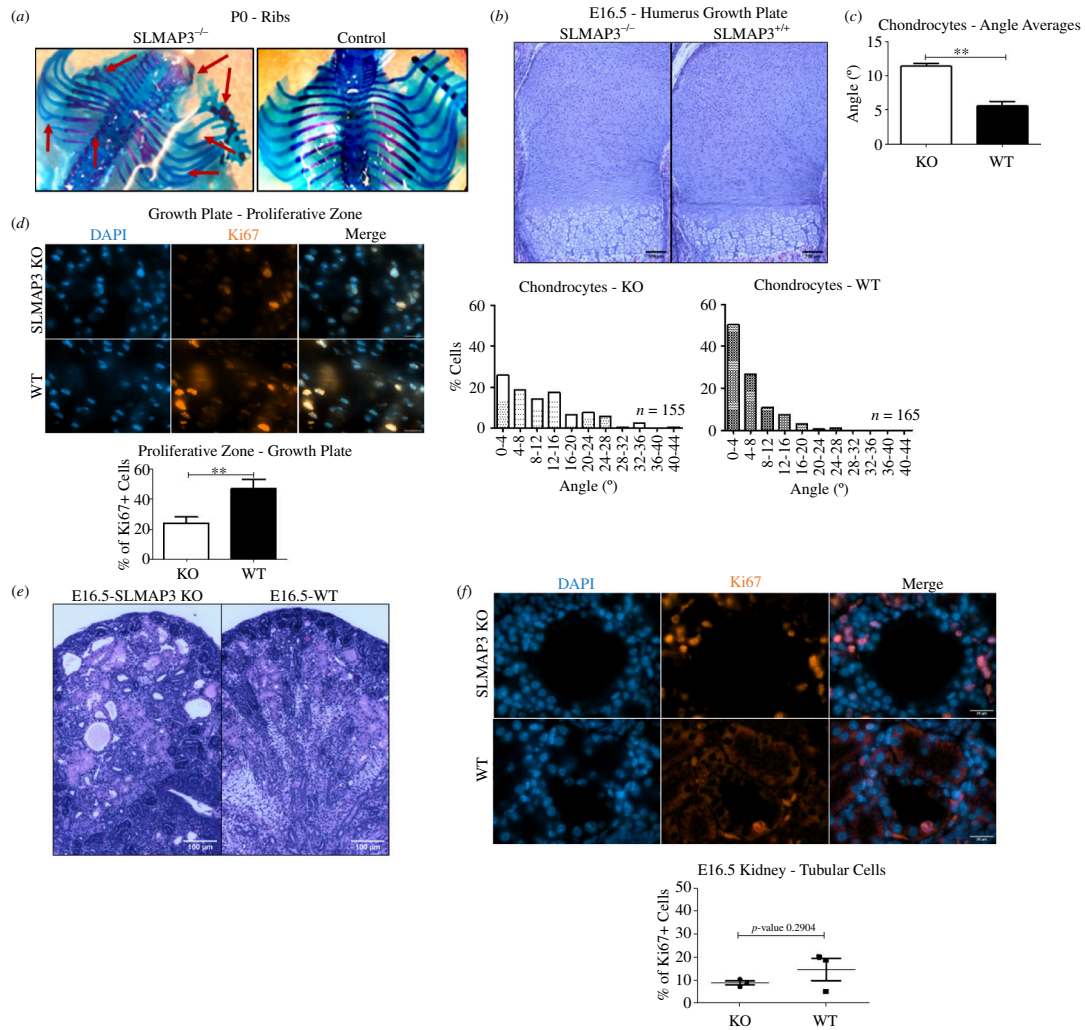 (a)
P0 - Ribs
SLMAP3–/–
Control
(b)
E16.5 - Humerus Growth Plate
SLMAP3–/–
SLMAP3+/+
100 µm
(c)
Chondrocytes - Angle Averages
**
Angle (º)
15
10
5
0
KO
WT
Chondrocytes - KO
% Cells
60
40
20
0
n = 155
0-4
4-8
8-12
12-16
16-20
20-24
24-28
28-32
32-36
36-40
40-44
Angle (º)
Chondrocytes - WT
60
40
20
0
n = 165
0-4
4-8
8-12
12-16
16-20
20-24
24-28
28-32
32-36
36-40
40-44
Angle (º)
(d)
Growth Plate - Proliferative Zone
DAPI
Ki67
Merge
SLMAP3 KO
WT
Proliferative Zone - Growth Plate
**
% of Ki67+ Cells
60
40
20
0
KO
WT
(e)
E16.5-SLMAP3 KO
E16.5-WT
100 µm
100 µm
(f)
DAPI
Ki67
Merge
SLMAP3 KO
WT
E16.5 Kidney - Tubular Cells
% of Ki67+ Cells
50
40
30
20
10
0
p-value 0.2904
KO
WT